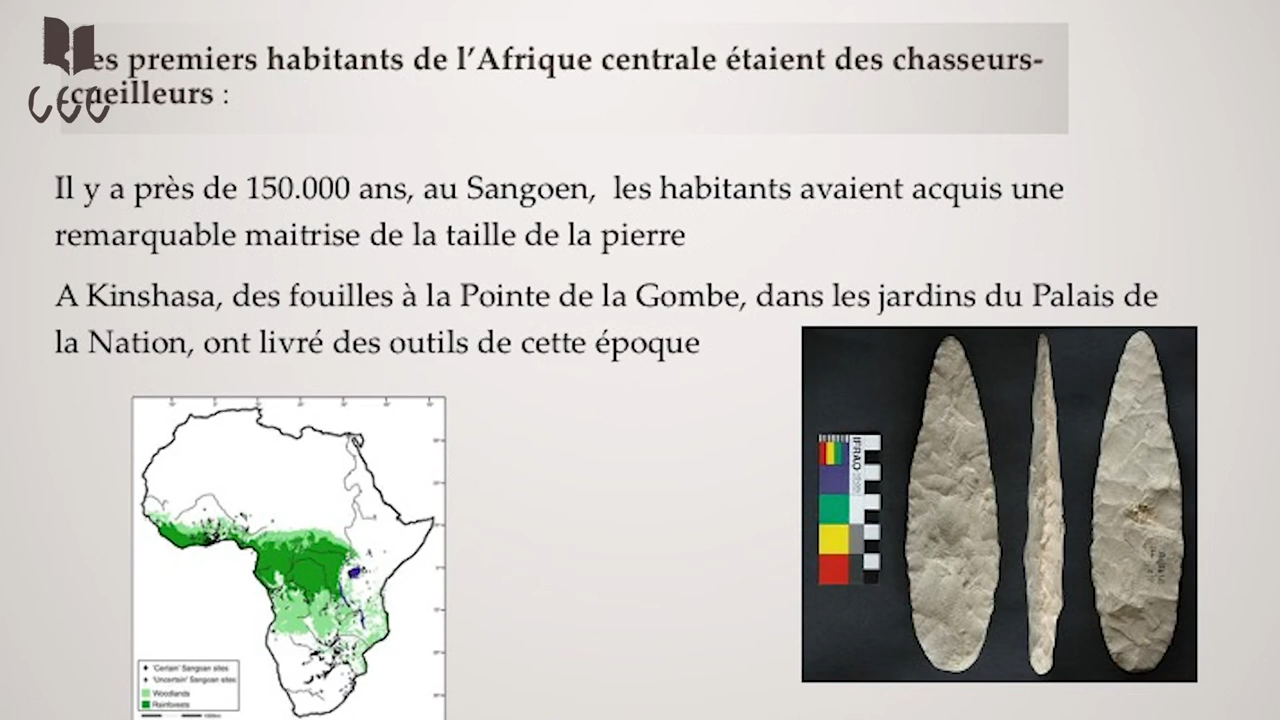 es premiers habitants de l’Afrique centrale étaient des chasseurs-
cueilleurs :
Il y a près de 150.000 ans, au Sangoen, les habitants avaient acquis une
remarquable maitrise de la taille de la pierre
A Kinshasa, des fouilles à la Pointe de la Gombe, dans les jardins du Palais de
la Nation, ont livré des outils de cette époque
IFRAO
'Certain' Sangoan sites
'Uncertain' Sangoan sites
Woodlands
Rainforests